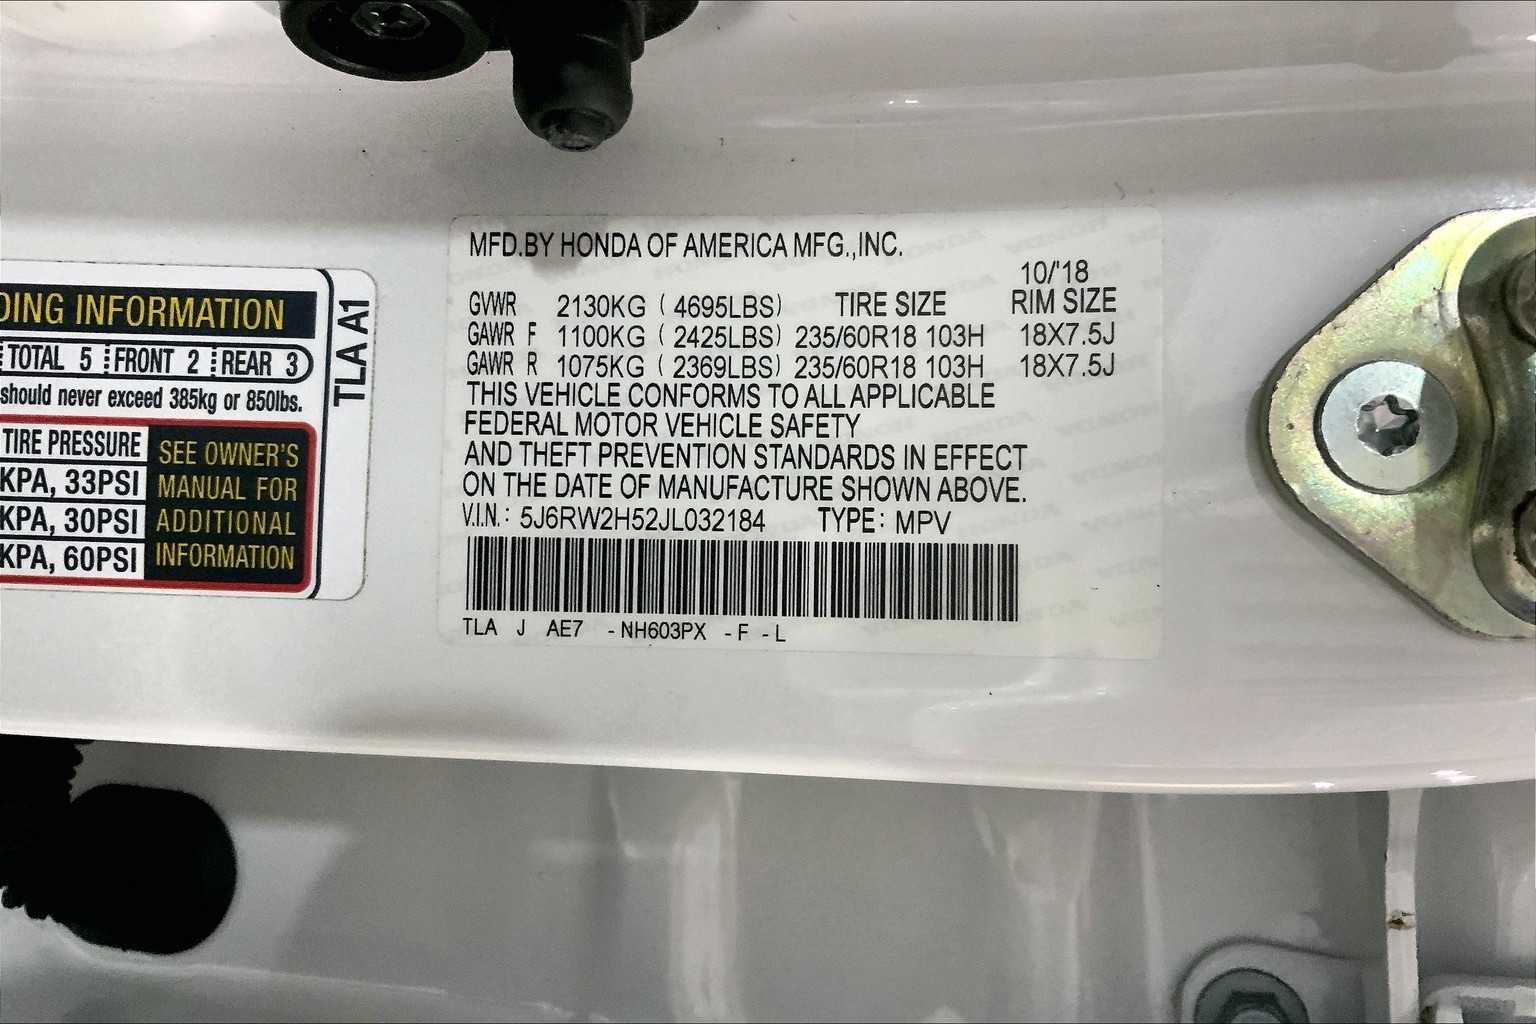 DING INFORMATION
TOTAL 5 FRONT 2 REAR 3
should never exceed 385kg or 850lbs.
TIRE PRESSURE
KPA, 33PSI
KPA, 30PSI
KPA, 60PSI
SEE OWNER'S
MANUAL FOR
ADDITIONAL
INFORMATION
TLA A1
MFD.BY HONDA OF AMERICA MFG.,INC.
10/'18
GVWR 2130KG ( 4695LBS) TIRE SIZE RIM SIZE
GAWR F 1100KG ( 2425LBS) 235/60R18 103H 18X7.5J
GAWR R 1075KG ( 2369LBS) 235/60R18 103H 18X7.5J
THIS VEHICLE CONFORMS TO ALL APPLICABLE
FEDERAL MOTOR VEHICLE SAFETY
AND THEFT PREVENTION STANDARDS IN EFFECT
ON THE DATE OF MANUFACTURE SHOWN ABOVE.
V.I.N.: 5J6RW2H52JL032184 TYPE: MPV
TLA J AE7 -NH603PX -F -L